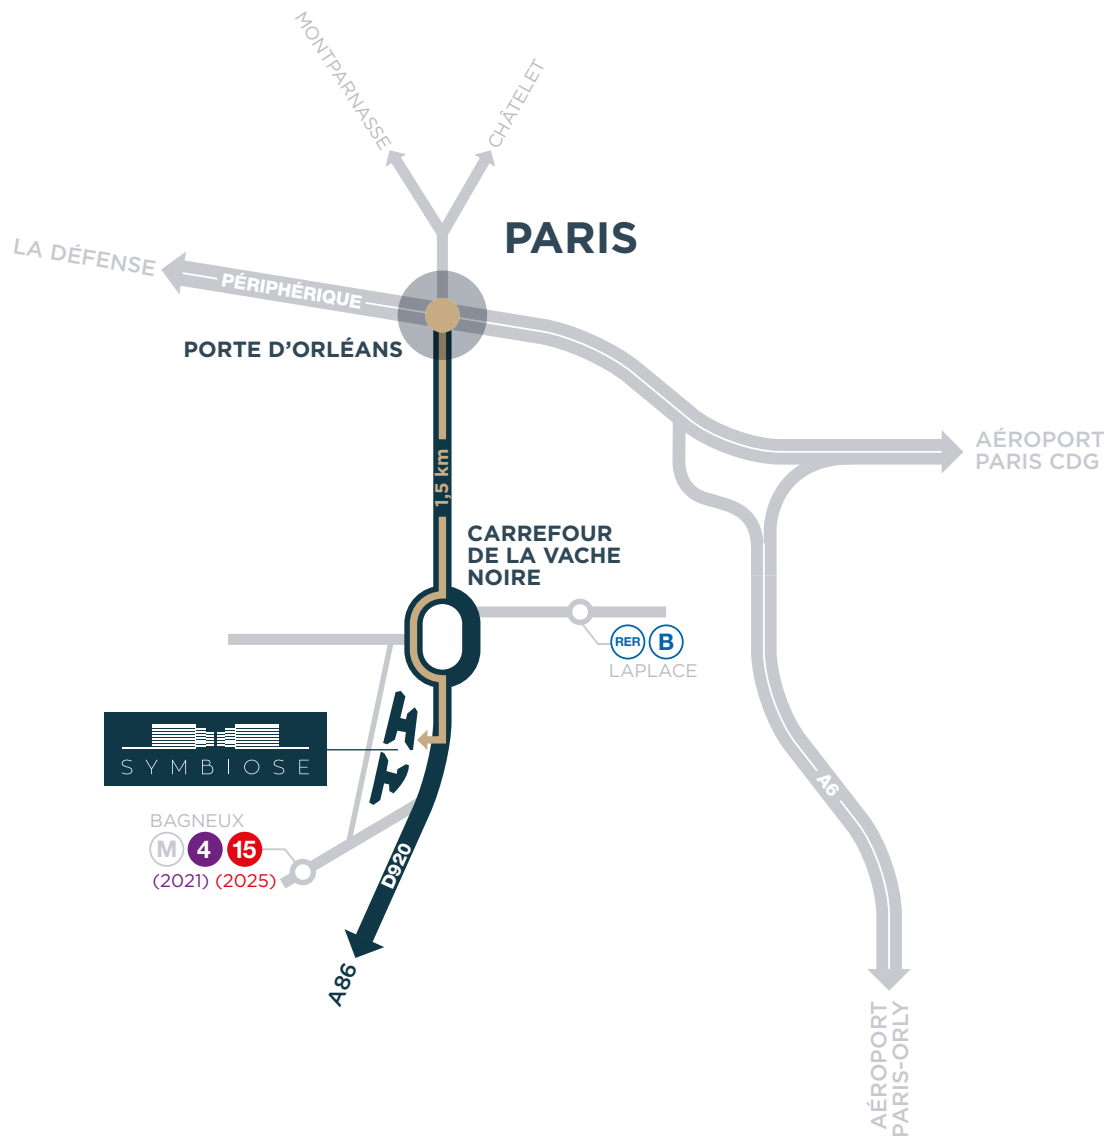 MONTPARNASSE
CHÂTELET
PARIS
LA DÉFENSE
PÉRIPHÉRIQUE
PORTE D'ORLÉANS
AÉROPORT
PARIS CDG
1,5 km
CARREFOUR
DE LA VACHE
NOIRE
RER B
LAPLACE
SYMBIOSE
A6
BAGNEUX
M 4 15
(2021) (2025)
D920
A86
AÉROPORT
PARIS-ORLY